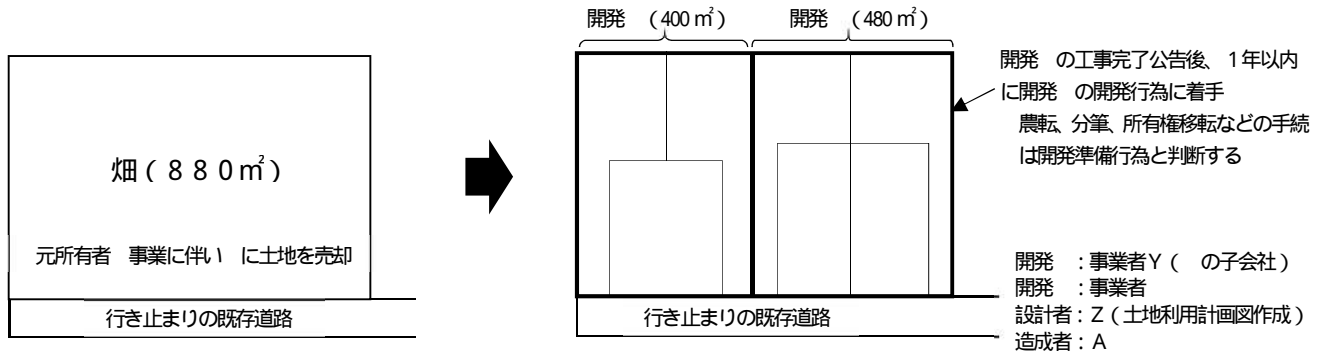 畑(880㎡)
元所有者 事業に伴い に土地を売却
行き止まりの既存道路
開発 (400㎡)
開発 (480㎡)
開発 の工事完了公告後、1年以内
に開発 の開発行為に着手
農転、分筆、所有権移転などの手続
は開発準備行為と判断する
行き止まりの既存道路
開発 :事業者Y( の子会社)
開発 :事業者
設計者:Z(土地利用計画図作成)
造成者:A